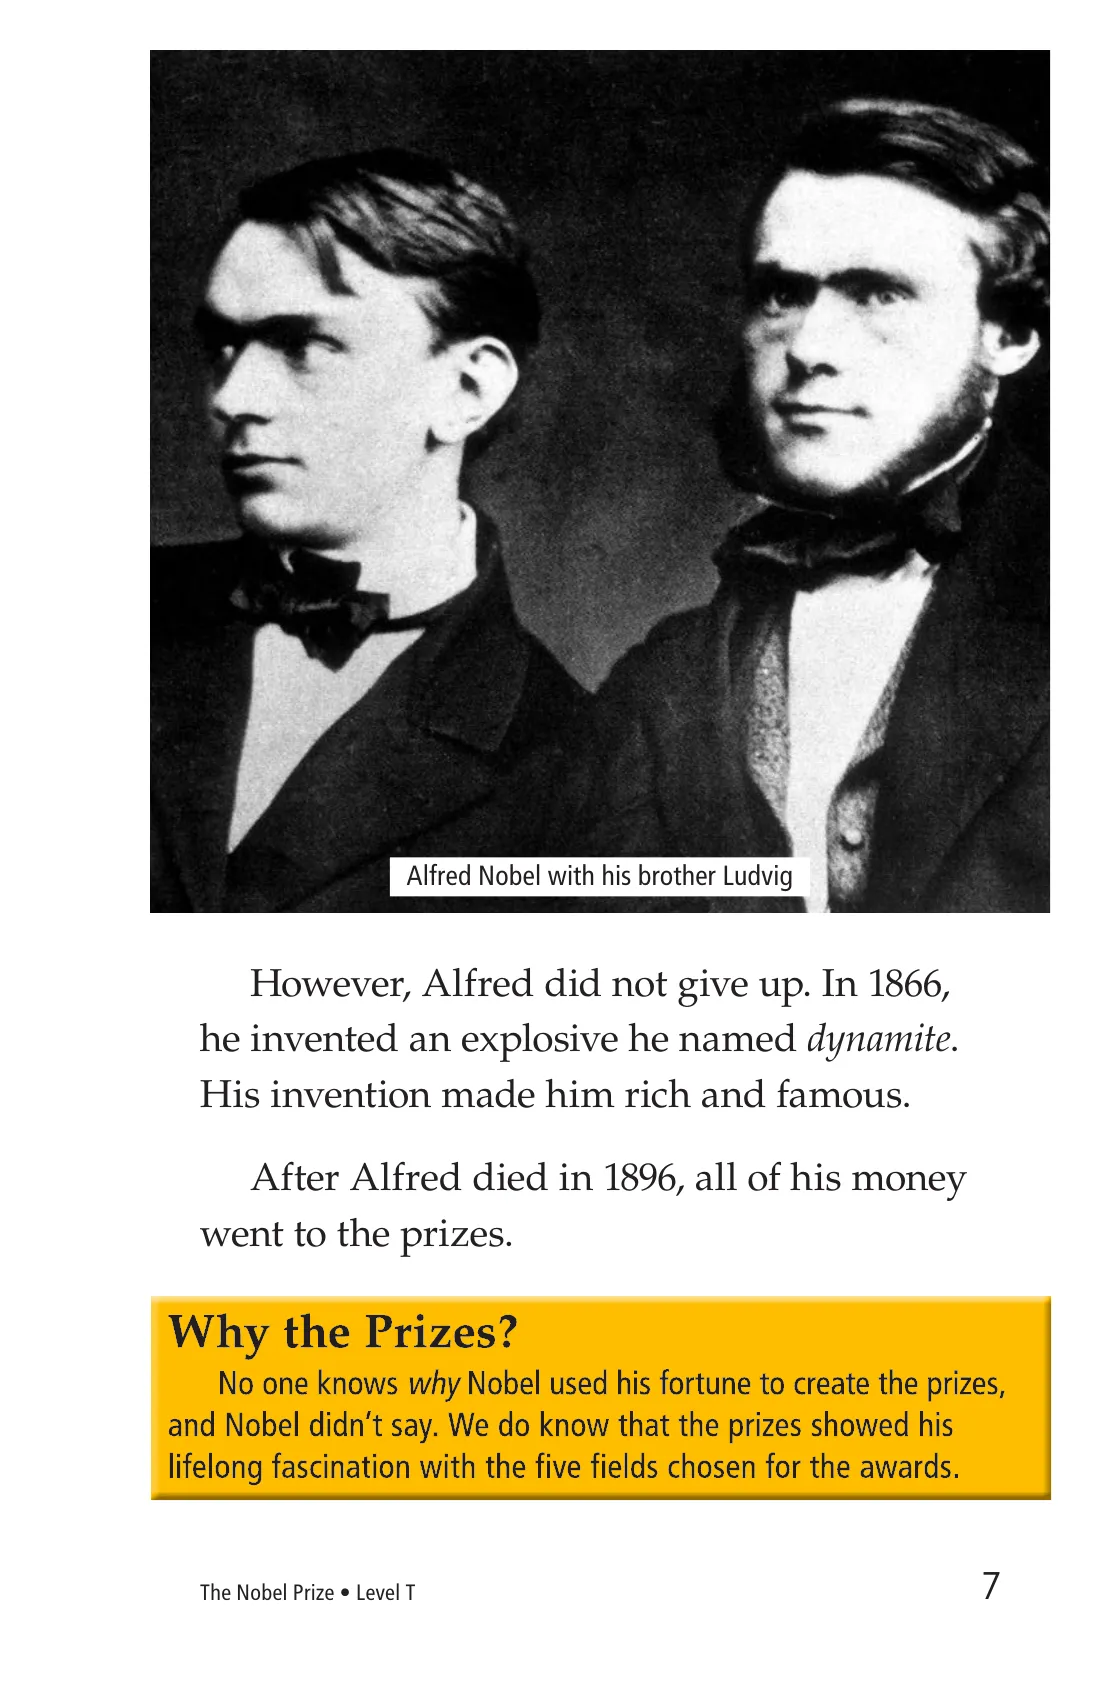 Alfred Nobel with his brother Ludvig
However, Alfred did not give up. In 1866,
he invented an explosive he named dynamite.
His invention made him rich and famous.
After Alfred died in 1896, all of his money
went to the prizes.
Why the Prizes?
No one knows why Nobel used his fortune to create the prizes,
and Nobel didn’t say. We do know that the prizes showed his
lifelong fascination with the five fields chosen for the awards.
The Nobel Prize • Level T
7